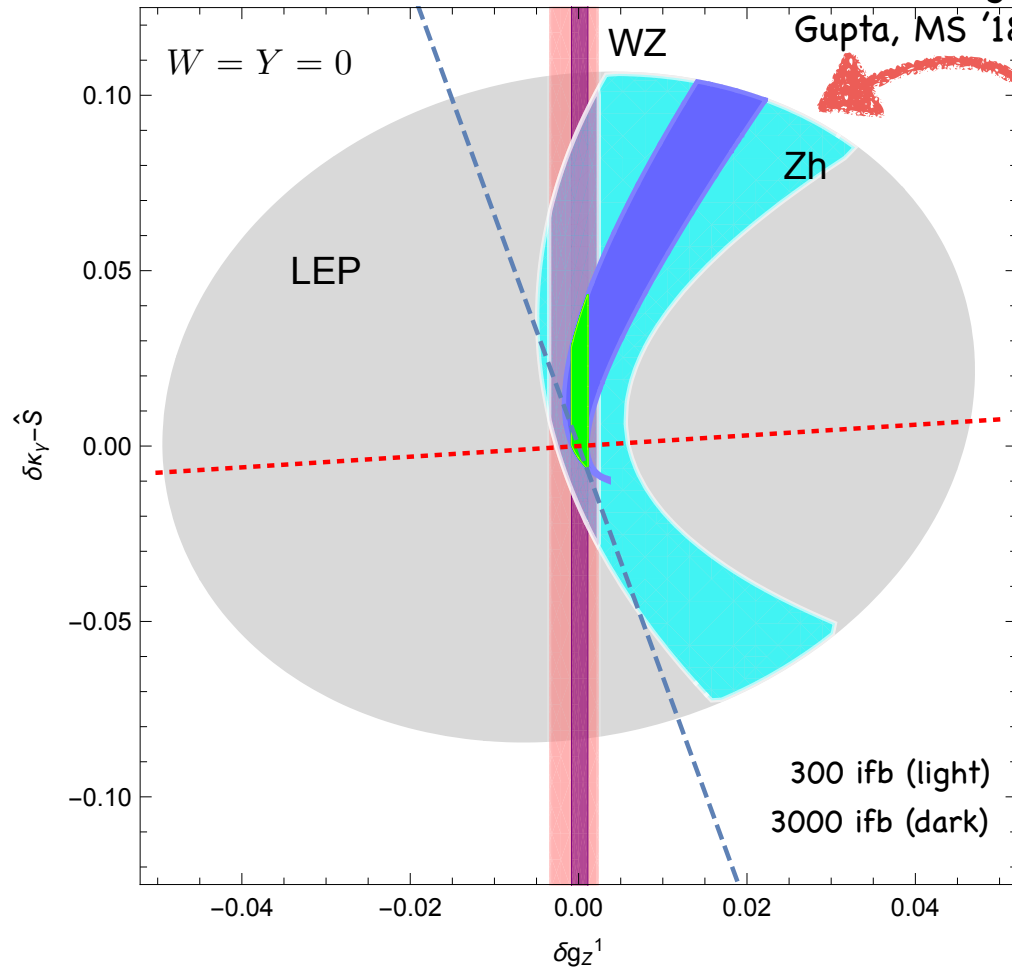 Gupta, MS '18
W = Y = 0
WZ
Zh
LEP
300 ifb (light)
3000 ifb (dark)
0.10
0.05
0.00
−0.05
−0.10
δκγ−Ŝ
−0.04
−0.02
0.00
0.02
0.04
δgZ¹